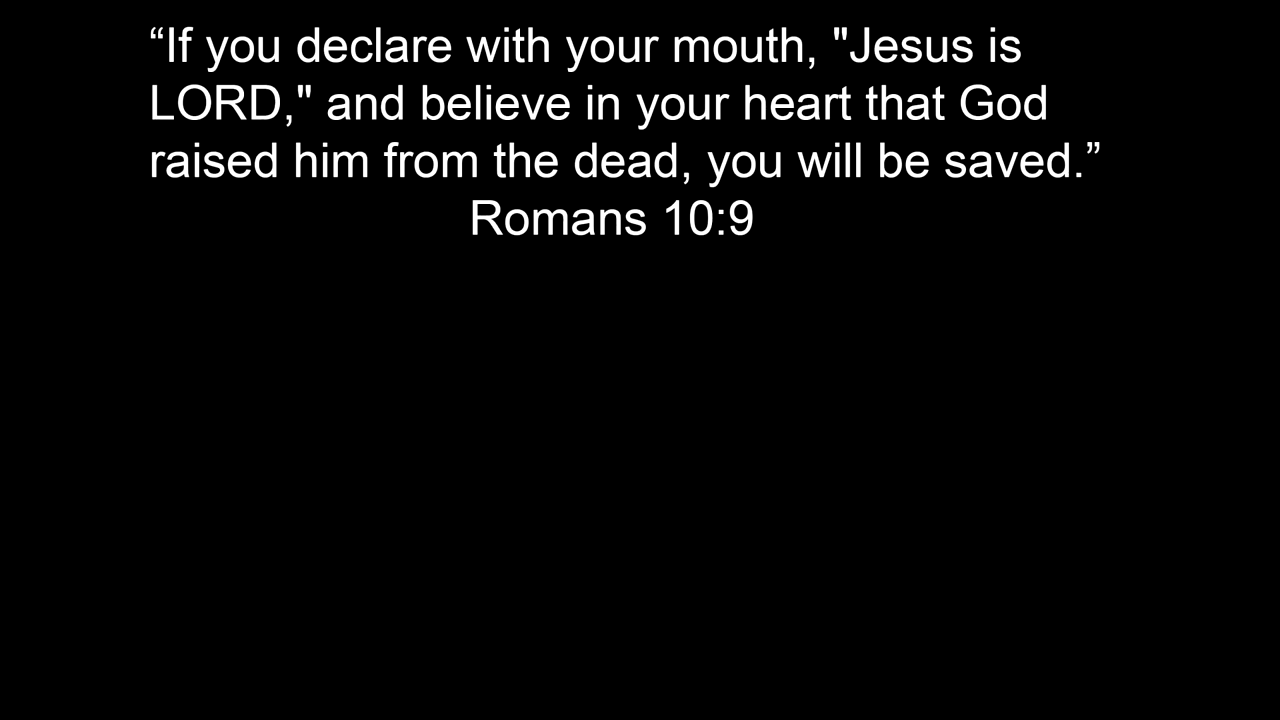 “If you declare with your mouth, "Jesus is
LORD," and believe in your heart that God
raised him from the dead, you will be saved.”
Romans 10:9